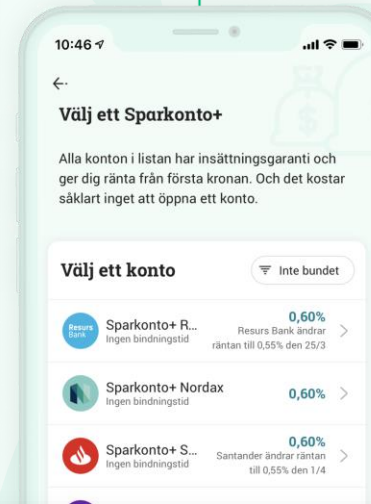 10:46
Välj ett Sparkonto+
Alla konton i listan har insättningsgaranti och
ger dig ränta från första kronan. Och det kostar
såklart inget att öppna ett konto.
Välj ett konto
Inte bundet
Resurs
Bank
Sparkonto+ R...
Ingen bindningstid
0,60%
Resurs Bank ändrar
räntan till 0,55% den 25/3
Sparkonto+ Nordax
Ingen bindningstid
0,60%
Sparkonto+ S...
Ingen bindningstid
0,60%
Santander ändrar räntan
till 0,55% den 1/4